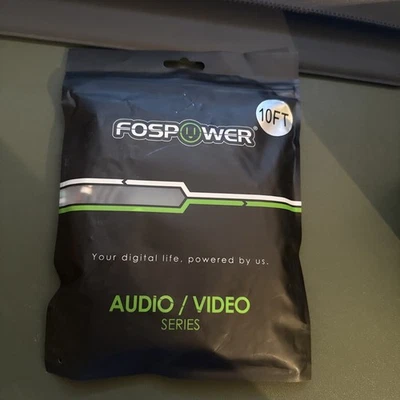 10FT
FOSPOWER®
Your digital life, powered by us.
AUDiO / ViDEO
SERIES